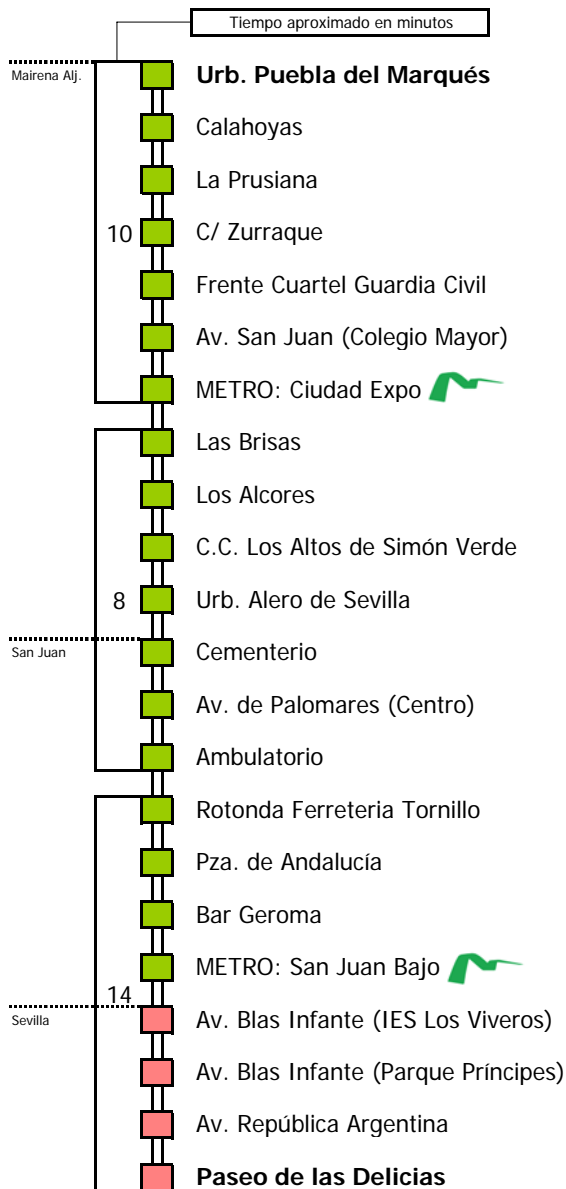 Tiempo aproximado en minutos
Mairena Alj.
Urb. Puebla del Marqués
Calahoyas
La Prusiana
10
C/ Zurraque
Frente Cuartel Guardia Civil
Av. San Juan (Colegio Mayor)
METRO: Ciudad Expo
Las Brisas
Los Alcores
C.C. Los Altos de Simón Verde
8
Urb. Alero de Sevilla
San Juan
Cementerio
Av. de Palomares (Centro)
Ambulatorio
Rotonda Ferreteria Tornillo
Pza. de Andalucía
Bar Geroma
METRO: San Juan Bajo
14
Sevilla
Av. Blas Infante (IES Los Viveros)
Av. Blas Infante (Parque Príncipes)
Av. República Argentina
Paseo de las Delicias